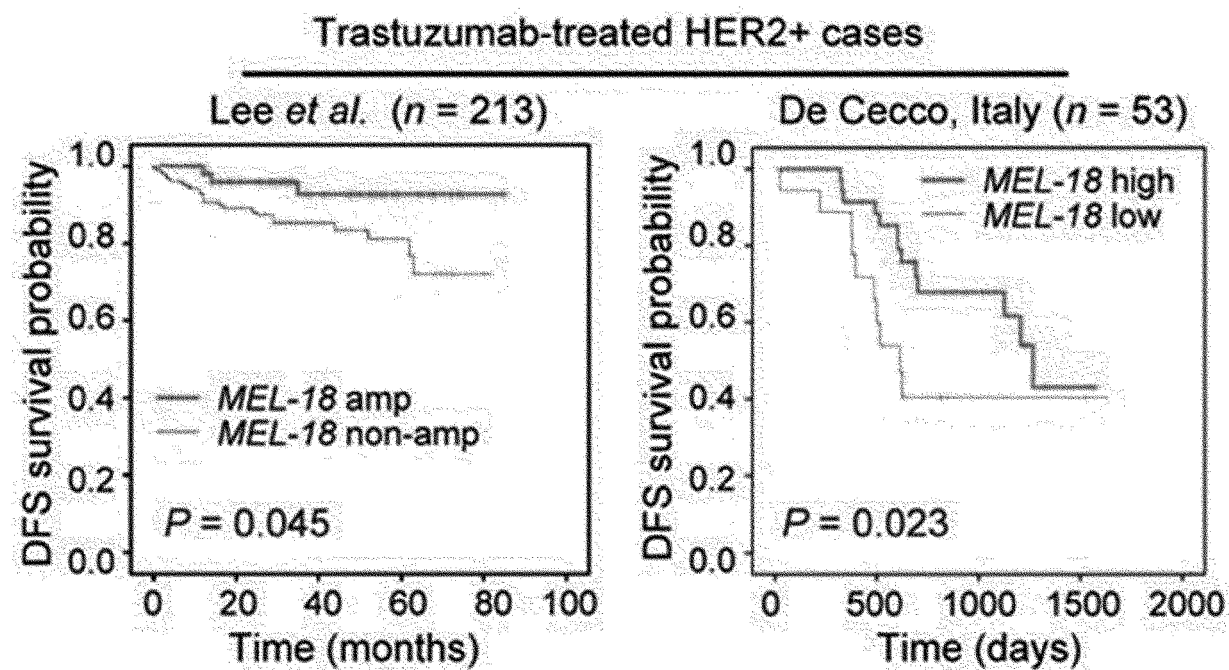 Trastuzumab-treated HER2+ cases
Lee et al. (n = 213)
DFS survival probability
1.0
0.8
0.6
0.4
0.2
0.0
MEL-18 amp
MEL-18 non-amp
P = 0.045
0 20 40 60 80 100
Time (months)
De Cecco, Italy (n = 53)
DFS survival probability
1.0
0.8
0.6
0.4
0.2
0.0
MEL-18 high
MEL-18 low
P = 0.023
0 500 1000 1500 2000
Time (days)